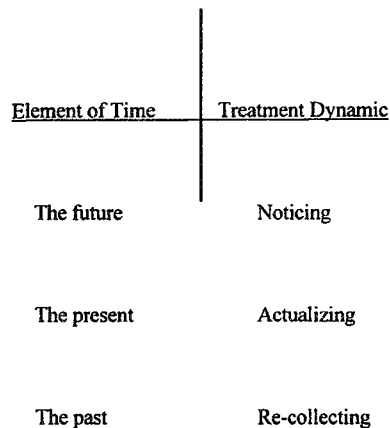 Element of Time Treatment Dynamic
The future Noticing
The present Actualizing
The past Re-collecting